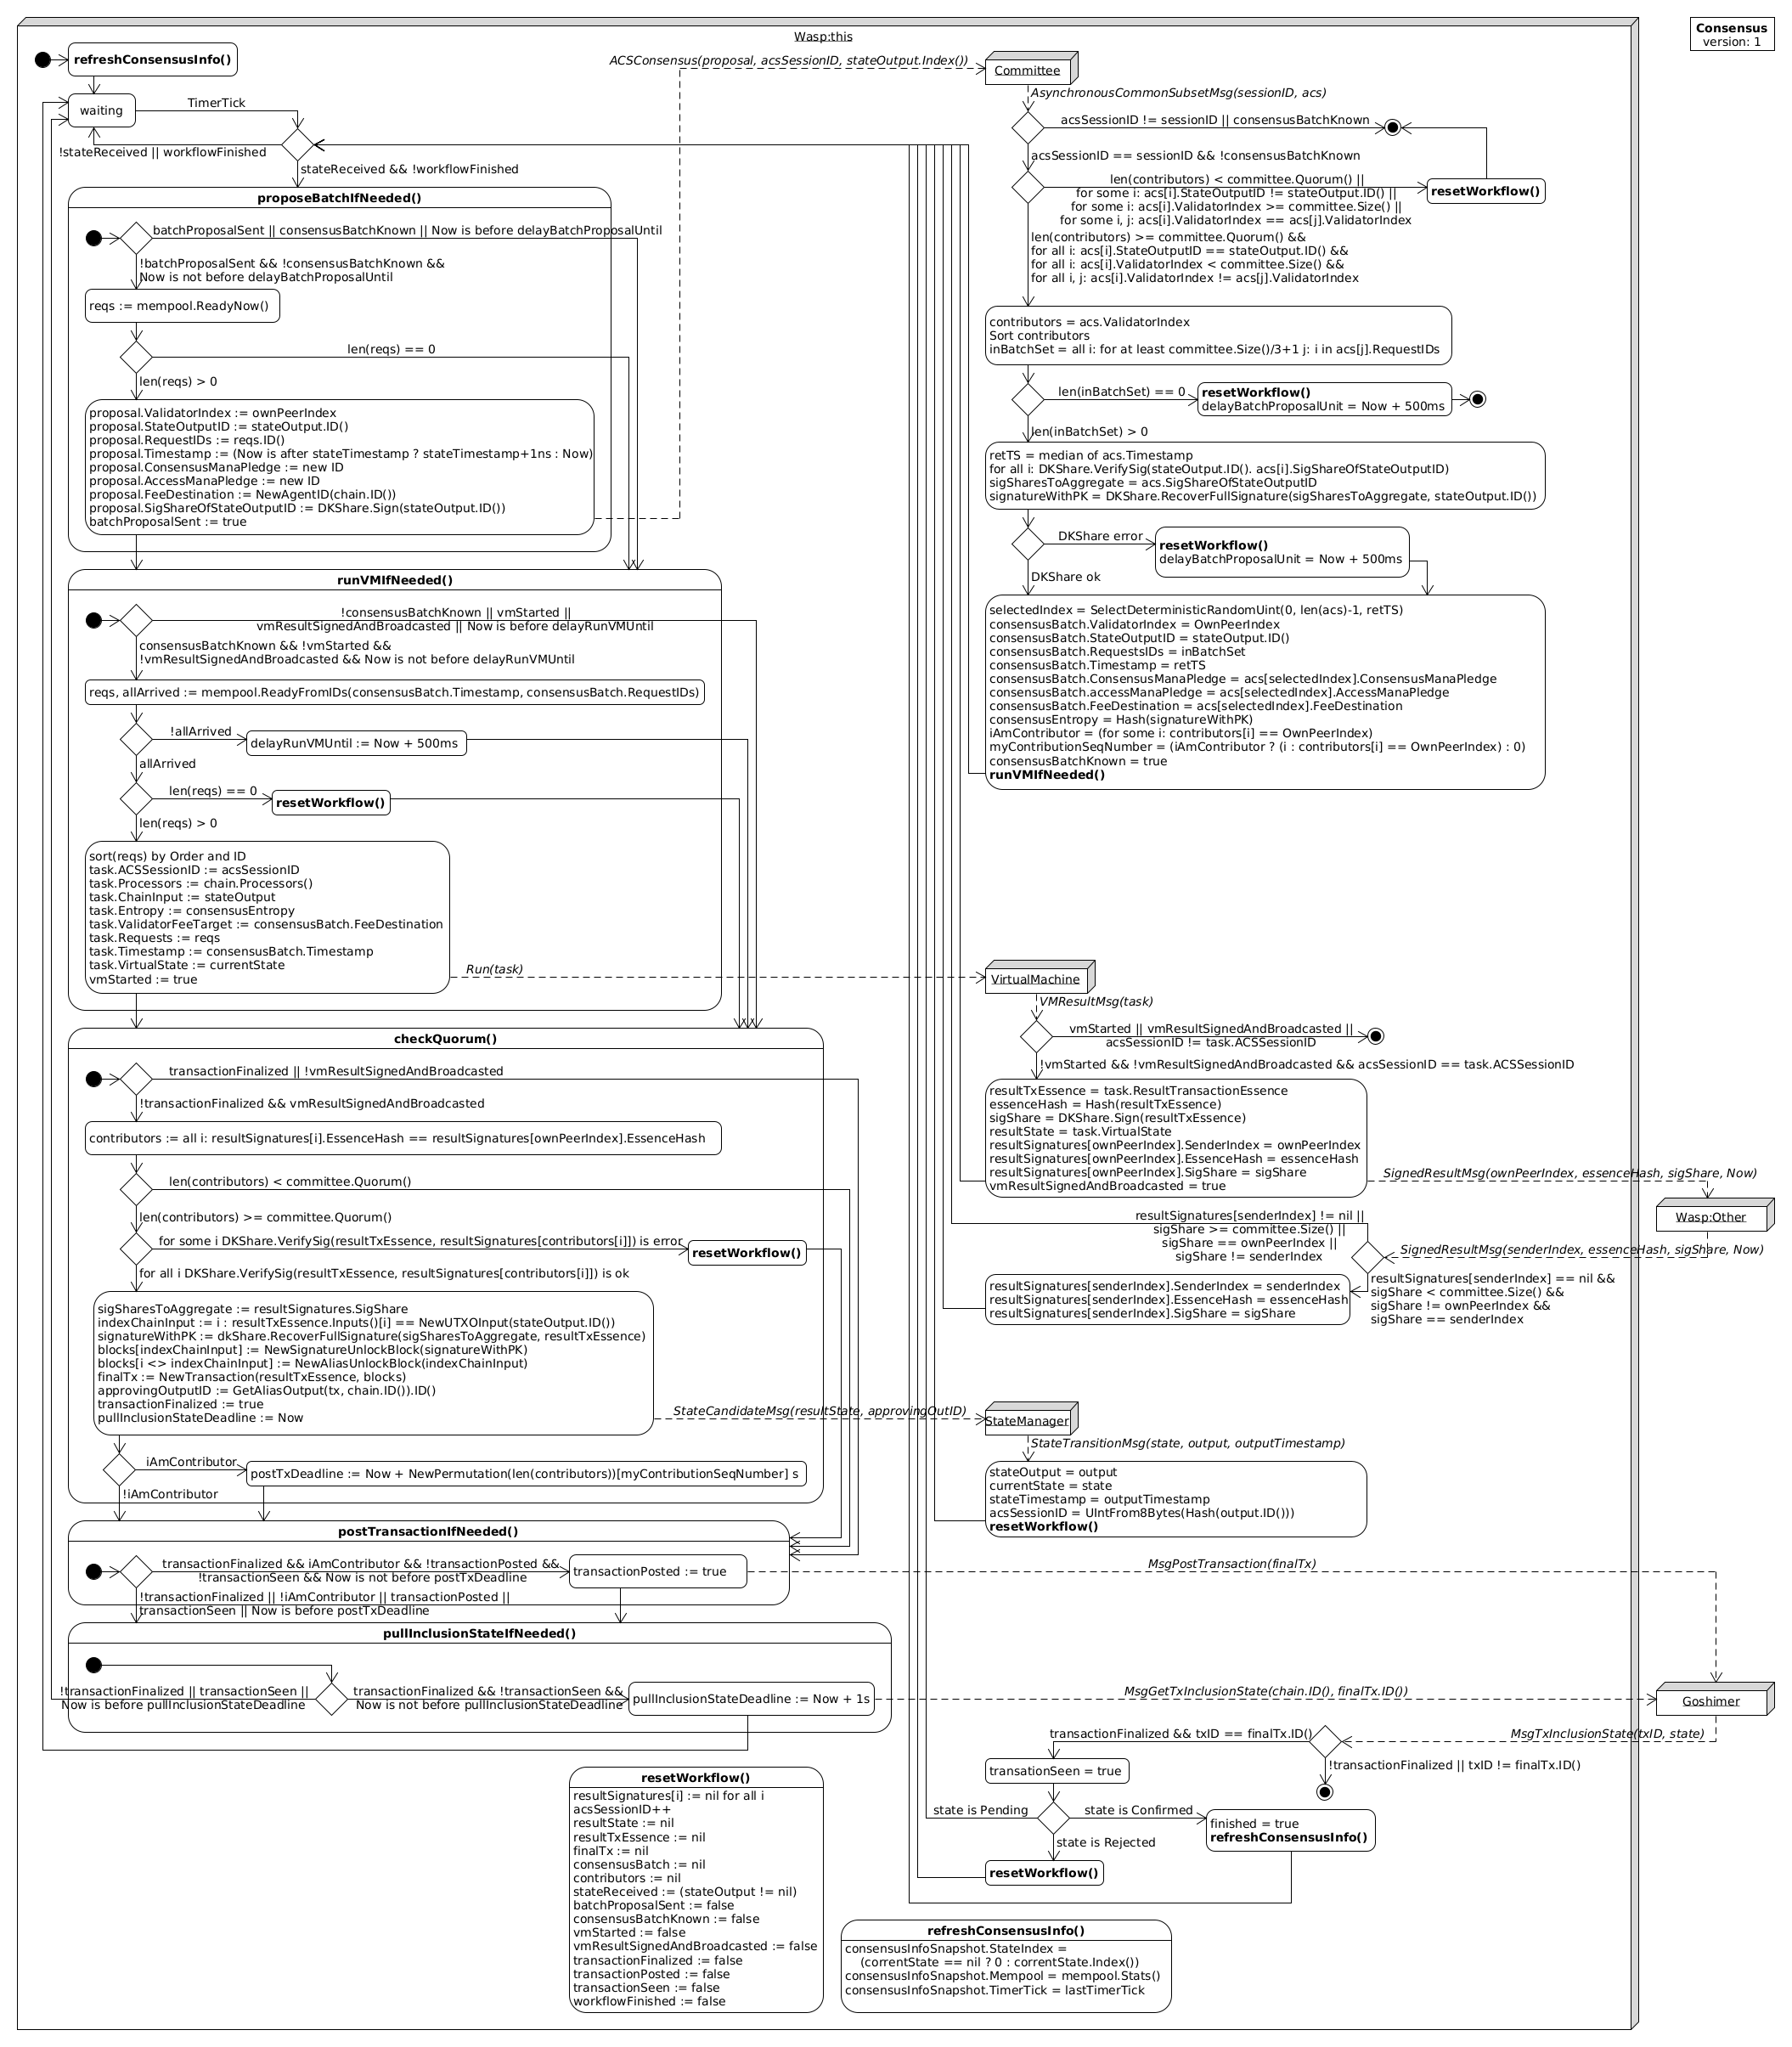 Wasp:this
Consensus
version: 1
refreshConsensusInfo()
waiting
TimerTick
!stateReceived || workflowFinished
stateReceived && !workflowFinished
proposeBatchIfNeeded()
batchProposalSent || consensusBatchKnown || Now is before delayBatchProposalUntil
!batchProposalSent && !consensusBatchKnown &&
Now is not before delayBatchProposalUntil
reqs := mempool.ReadyNow()
len(reqs) == 0
len(reqs) > 0
proposal.ValidatorIndex := ownPeerIndex
proposal.StateOutputID := stateOutput.ID()
proposal.RequestIDs := reqs.ID()
proposal.Timestamp := (Now is after stateTimestamp ? stateTimestamp+1ns : Now)
proposal.ConsensusManaPledge := new ID
proposal.AccessManaPledge := new ID
proposal.FeeDestination := NewAgentID(chain.ID())
proposal.SigShareOfStateOutputID := DKShare.Sign(stateOutput.ID())
batchProposalSent := true
runVMIfNeeded()
!consensusBatchKnown || vmStarted ||
vmResultSignedAndBroadcasted || Now is before delayRunVMUntil
consensusBatchKnown && !vmStarted &&
!vmResultSignedAndBroadcasted && Now is not before delayRunVMUntil
reqs, allArrived := mempool.ReadyFromIDs(consensusBatch.Timestamp, consensusBatch.RequestIDs)
!allArrived
delayRunVMUntil := Now + 500ms
allArrived
len(reqs) == 0
resetWorkflow()
len(reqs) > 0
sort(reqs) by Order and ID
task.ACSSessionID := acsSessionID
task.Processors := chain.Processors()
task.ChainInput := stateOutput
task.Entropy := consensusEntropy
task.ValidatorFeeTarget := consensusBatch.FeeDestination
task.Requests := reqs
task.Timestamp := consensusBatch.Timestamp
task.VirtualState := currentState
vmStarted := true
Run(task)
checkQuorum()
transactionFinalized || !vmResultSignedAndBroadcasted
!transactionFinalized && vmResultSignedAndBroadcasted
contributors := all i: resultSignatures[i].EssenceHash == resultSignatures[ownPeerIndex].EssenceHash
len(contributors) < committee.Quorum()
len(contributors) >= committee.Quorum()
for some i DKShare.VerifySig(resultTxEssence, resultSignatures[contributors[i]]) is error
resetWorkflow()
for all i DKShare.VerifySig(resultTxEssence, resultSignatures[contributors[i]]) is ok
sigSharesToAggregate := resultSignatures.SigShare
indexChainInput := i : resultTxEssence.Inputs()[i] == NewUTXOInput(stateOutput.ID())
signatureWithPK := dkShare.RecoverFullSignature(sigSharesToAggregate, resultTxEssence)
blocks[indexChainInput] := NewSignatureUnlockBlock(signatureWithPK)
blocks[i <> indexChainInput] := NewAliasUnlockBlock(indexChainInput)
finalTx := NewTransaction(resultTxEssence, blocks)
approvingOutputID := GetAliasOutput(tx, chain.ID()).ID()
transactionFinalized := true
pullInclusionStateDeadline := Now
StateCandidateMsg(resultState, approvingOutID)
iAmContributor
postTxDeadline := Now + NewPermutation(len(contributors))[myContributionSeqNumber] s
!iAmContributor
postTransactionIfNeeded()
transactionFinalized && iAmContributor && !transactionPosted &&
!transactionSeen && Now is not before postTxDeadline
transactionPosted := true
!transactionFinalized || !iAmContributor || transactionPosted ||
transactionSeen || Now is before postTxDeadline
pullInclusionStateIfNeeded()
!transactionFinalized || transactionSeen ||
Now is before pullInclusionStateDeadline
transactionFinalized && !transactionSeen &&
Now is not before pullInclusionStateDeadline
pullInclusionStateDeadline := Now + 1s
resetWorkflow()
resultSignatures[i] := nil for all i
acsSessionID++
resultState := nil
resultTxEssence := nil
finalTx := nil
consensusBatch := nil
contributors := nil
stateReceived := (stateOutput != nil)
batchProposalSent := false
consensusBatchKnown := false
vmStarted := false
vmResultSignedAndBroadcasted := false
transactionFinalized := false
transactionPosted := false
transactionSeen := false
workflowFinished := false
ACSConsensus(proposal, acsSessionID, stateOutput.Index())
Committee
AsynchronousCommonSubsetMsg(sessionID, acs)
acsSessionID != sessionID || consensusBatchKnown
acsSessionID == sessionID && !consensusBatchKnown
len(contributors) < committee.Quorum() ||
for some i: acs[i].StateOutputID != stateOutput.ID() ||
for some i: acs[i].ValidatorIndex >= committee.Size() ||
for some i, j: acs[i].ValidatorIndex == acs[j].ValidatorIndex
resetWorkflow()
len(contributors) >= committee.Quorum() &&
for all i: acs[i].StateOutputID == stateOutput.ID() &&
for all i: acs[i].ValidatorIndex < committee.Size() &&
for all i, j: acs[i].ValidatorIndex != acs[j].ValidatorIndex
contributors = acs.ValidatorIndex
Sort contributors
inBatchSet = all i: for at least committee.Size()/3+1 j: i in acs[j].RequestIDs
len(inBatchSet) == 0
resetWorkflow()
delayBatchProposalUnit = Now + 500ms
len(inBatchSet) > 0
retTS = median of acs.Timestamp
for all i: DKShare.VerifySig(stateOutput.ID(). acs[i].SigShareOfStateOutputID)
sigSharesToAggregate = acs.SigShareOfStateOutputID
signatureWithPK = DKShare.RecoverFullSignature(sigSharesToAggregate, stateOutput.ID())
DKShare error
resetWorkflow()
delayBatchProposalUnit = Now + 500ms
DKShare ok
selectedIndex = SelectDeterministicRandomUint(0, len(acs)-1, retTS)
consensusBatch.ValidatorIndex = OwnPeerIndex
consensusBatch.StateOutputID = stateOutput.ID()
consensusBatch.RequestsIDs = inBatchSet
consensusBatch.Timestamp = retTS
consensusBatch.ConsensusManaPledge = acs[selectedIndex].ConsensusManaPledge
consensusBatch.accessManaPledge = acs[selectedIndex].AccessManaPledge
consensusBatch.FeeDestination = acs[selectedIndex].FeeDestination
consensusEntropy = Hash(signatureWithPK)
iAmContributor = (for some i: contributors[i] == OwnPeerIndex)
myContributionSeqNumber = (iAmContributor ? (i : contributors[i] == OwnPeerIndex) : 0)
consensusBatchKnown = true
runVMIfNeeded()
VirtualMachine
VMResultMsg(task)
vmStarted || vmResultSignedAndBroadcasted ||
acsSessionID != task.ACSSessionID
!vmStarted && !vmResultSignedAndBroadcasted && acsSessionID == task.ACSSessionID
resultTxEssence = task.ResultTransactionEssence
essenceHash = Hash(resultTxEssence)
sigShare = DKShare.Sign(resultTxEssence)
resultState = task.VirtualState
resultSignatures[ownPeerIndex].SenderIndex = ownPeerIndex
resultSignatures[ownPeerIndex].EssenceHash = essenceHash
resultSignatures[ownPeerIndex].SigShare = sigShare
vmResultSignedAndBroadcasted = true
SignedResultMsg(ownPeerIndex, essenceHash, sigShare, Now)
Wasp:Other
SignedResultMsg(senderIndex, essenceHash, sigShare, Now)
resultSignatures[senderIndex] != nil ||
sigShare >= committee.Size() ||
sigShare == ownPeerIndex ||
sigShare != senderIndex
resultSignatures[senderIndex] == nil &&
sigShare < committee.Size() &&
sigShare != ownPeerIndex &&
sigShare == senderIndex
resultSignatures[senderIndex].SenderIndex = senderIndex
resultSignatures[senderIndex].EssenceHash = essenceHash
resultSignatures[senderIndex].SigShare = sigShare
StateManager
StateTransitionMsg(state, output, outputTimestamp)
stateOutput = output
currentState = state
stateTimestamp = outputTimestamp
acsSessionID = UIntFrom8Bytes(Hash(output.ID()))
resetWorkflow()
MsgPostTransaction(finalTx)
MsgGetTxInclusionState(chain.ID(), finalTx.ID())
Goshimer
MsgTxInclusionState(txID, state)
transactionFinalized && txID == finalTx.ID()
!transactionFinalized || txID != finalTx.ID()
transationSeen = true
state is Pending
state is Confirmed
finished = true
refreshConsensusInfo()
state is Rejected
resetWorkflow()
refreshConsensusInfo()
consensusInfoSnapshot.StateIndex =
(correntState == nil ? 0 : correntState.Index())
consensusInfoSnapshot.Mempool = mempool.Stats()
consensusInfoSnapshot.TimerTick = lastTimerTick